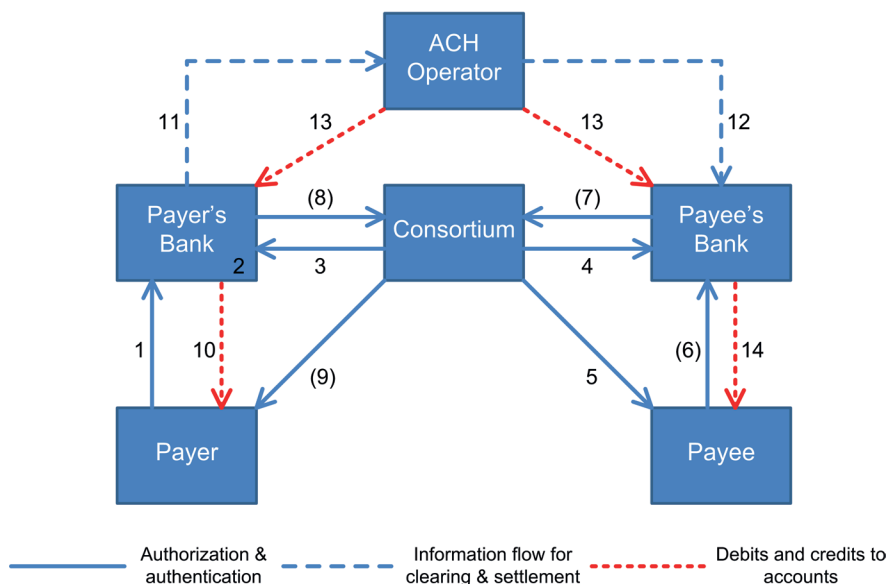 ACH
Operator
11
13
13
12
Payer's
Bank
(8)
Consortium
(7)
Payee's
Bank
2
3
4
1
10
(9)
5
(6)
14
Payer
Payee
Authorization &
authentication
Information flow for
clearing & settlement
Debits and credits to
accounts